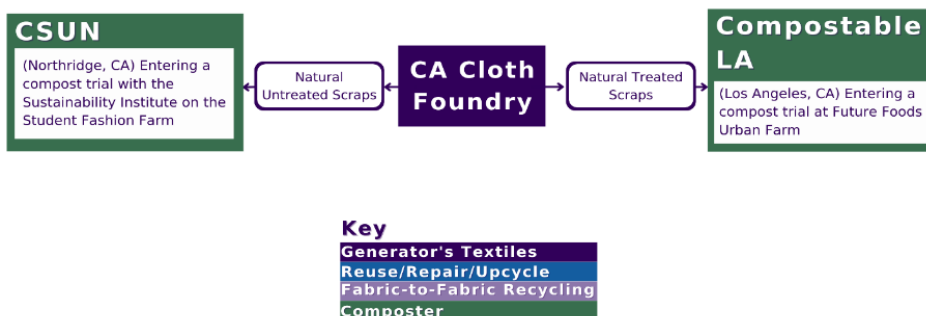 CSUN
(Northridge, CA) Entering a
compost trial with the
Sustainability Institute on the
Student Fashion Farm
Natural
Untreated Scraps
CA Cloth
Foundry
Natural Treated
Scraps
Compostable
LA
(Los Angeles, CA) Entering a
compost trial at Future Foods
Urban Farm
Key
Generator's Textiles
Reuse/Repair/Upcycle
Fabric-to-Fabric Recycling
Composter